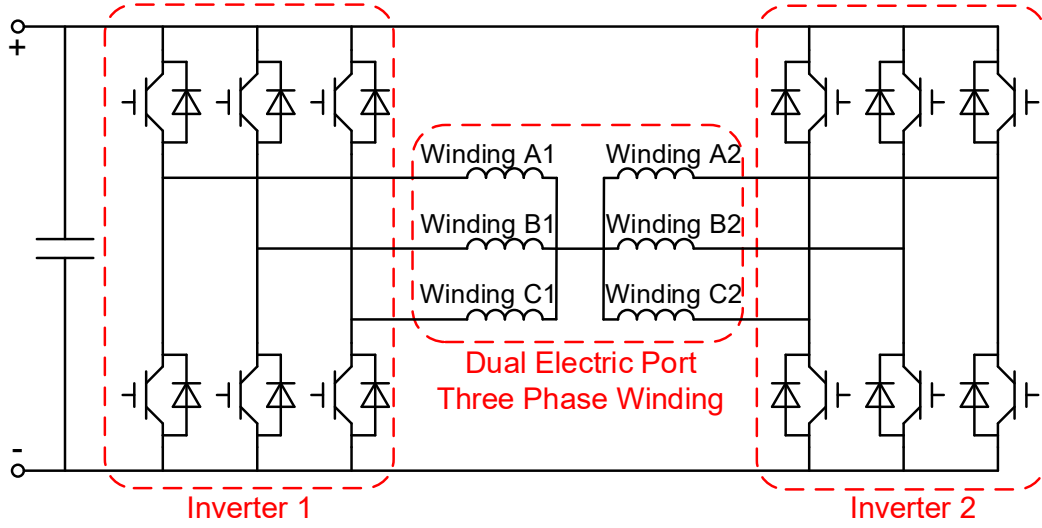 +
Winding A1
Winding A2
Winding B1
Winding B2
Winding C1
Winding C2
Dual Electric Port
Three Phase Winding
-
Inverter 1
Inverter 2